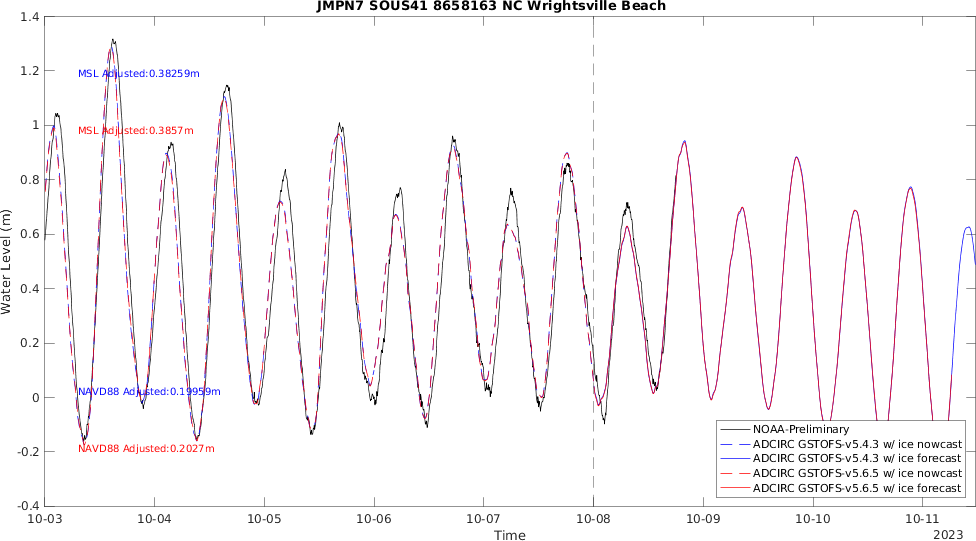 JMPN7 SOUS41 8658163 NC Wrightsville Beach
1.4
1.2
1
0.8
0.6
0.4
0.2
0
-0.2
-0.4
Water Level (m)
MSL Adjusted:0.38259m
MSL Adjusted:0.3857m
NAVD88 Adjusted:0.19959m
NAVD88 Adjusted:0.2027m
NOAA-Preliminary
ADCIRC GSTOFS-v5.4.3 w/ ice nowcast
ADCIRC GSTOFS-v5.4.3 w/ ice forecast
ADCIRC GSTOFS-v5.6.5 w/ ice nowcast
ADCIRC GSTOFS-v5.6.5 w/ ice forecast
10-03 10-04 10-05 10-06 10-07 10-08 10-09 10-10 10-11
Time
2023